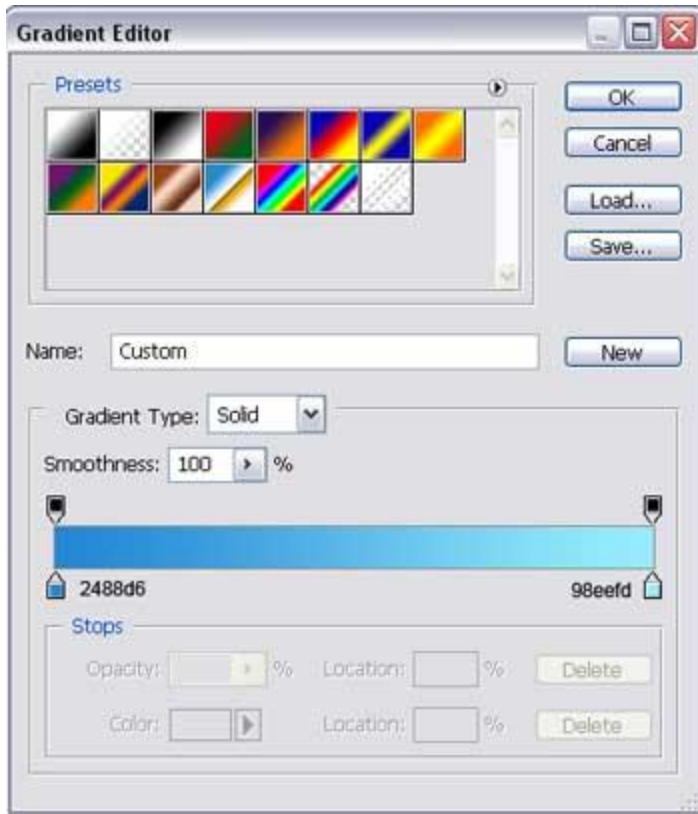 Gradient Editor
Presets
OK
Cancel
Load...
Save...
Name: Custom
New
Gradient Type: Solid
Smoothness: 100 %
2488d6 98eefd
Stops
Opacity: % Location: % Delete
Color: Location: % Delete